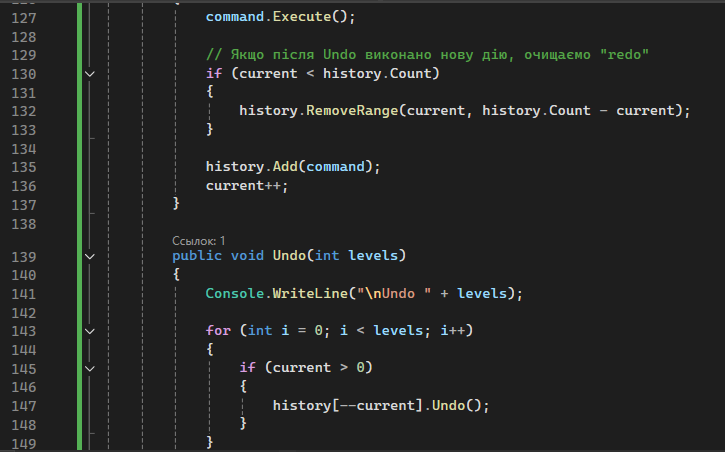 127 command.Execute();
128
129 // Якщо після Undo виконано нову дію, очищаємо "redo"
130 if (current < history.Count)
131 {
132 history.RemoveRange(current, history.Count - current);
133 }
134
135 history.Add(command);
136 current++;
137 }
138
Ссылок: 1
139 public void Undo(int levels)
140 {
141 Console.WriteLine("\nUndo " + levels);
142
143 for (int i = 0; i < levels; i++)
144 {
145 if (current > 0)
146 {
147 history[--current].Undo();
148 }
149 }